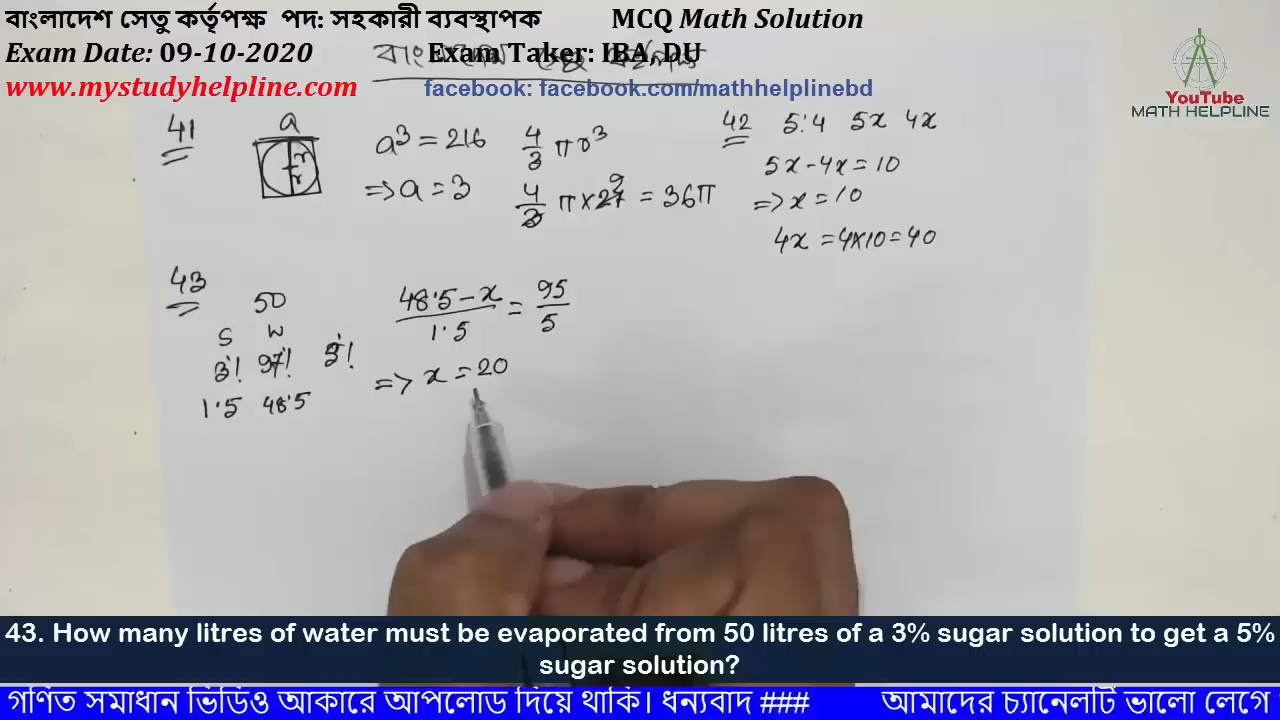 বাংলাদেশ সেতু কর্তৃপক্ষ পদ: সহকারী ব্যবস্থাপক MCQ Math Solution
Exam Date: 09-10-2020 Exam Taker: IBA, DU
www.mystudyhelpline.com facebook: facebook.com/mathhelplinebd
YouTube
MATH HELPLINE
41
a
r
r
a³ = 216
=> a = 3
4/3 πr³
4/3 π × 27 9 = 36π
42 5:4 5x 4x
5x - 4x = 10
=> x = 10
4x = 4×10 = 40
43
50
S W
3% 97% 5%
1.5 48.5
48.5 - x / 1.5 = 95 / 5
=> x = 20
43. How many litres of water must be evaporated from 50 litres of a 3% sugar solution to get a 5%
sugar solution?
গণিত সমাধান ভিডিও আকারে আপলোড দিয়ে থাকি। ধন্যবাদ ### আমাদের চ্যানেলটি ভালো লেগে